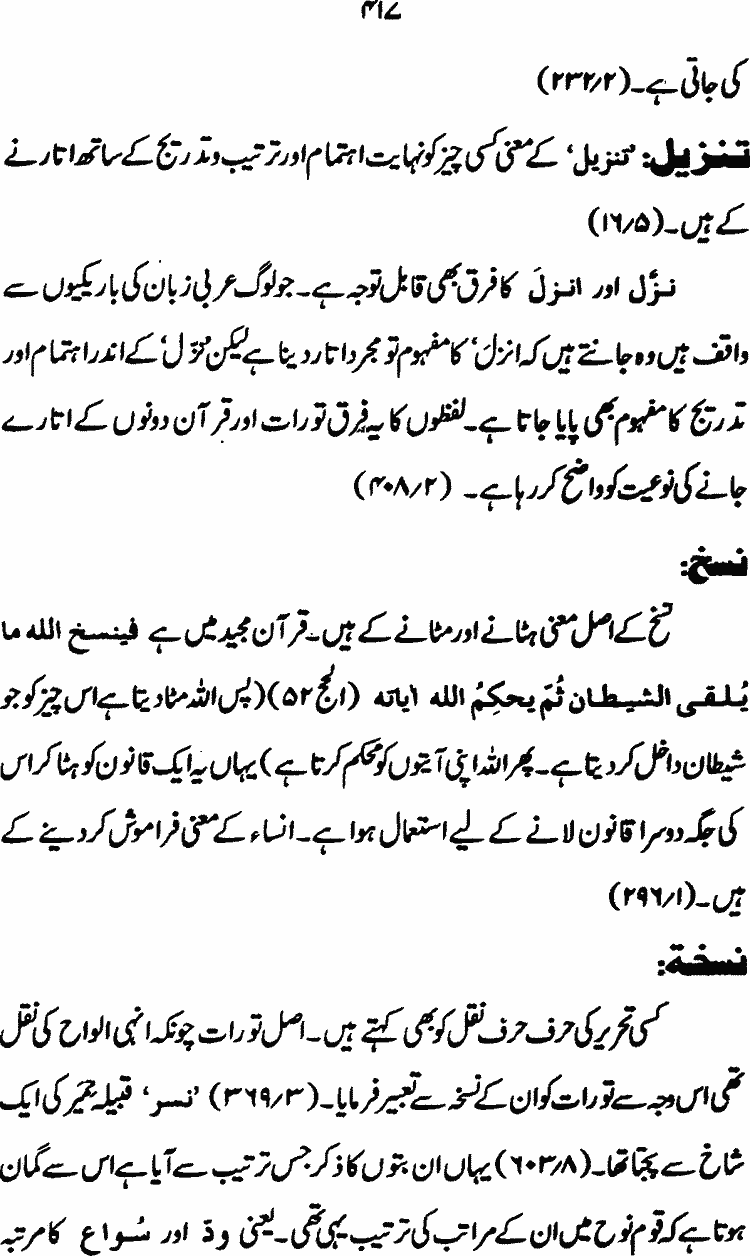 ۴۱۷
کی جاتی ہے۔ (۲۳۲/۲)
تنزیل: ’تنزیل‘ کے معنی کسی چیز کو نہایت اہتمام اور ترتیب و تدریج کے ساتھ اتارنے
کے ہیں۔ (۱۶/۵)
نزَّل اور انزلَ کا فرق بھی قابل توجہ ہے۔ جو لوگ عربی زبان کی باریکیوں سے
واقف ہیں وہ جانتے ہیں کہ انزلَ‘ کا مفہوم تو مجرد اتار دینا ہے لیکن ’نزّل‘ کے اندر اہتمام اور
تدریج کا مفہوم بھی پایا جاتا ہے۔ لفظوں کا یہ فرق تورات اور قرآن دونوں کے اتارے
جانے کی نوعیت کو واضح کر رہا ہے۔ (۴۰۸/۲)
نسخ:
نسخ کے اصل معنی ہٹانے اور مٹانے کے ہیں۔ قرآن مجید میں ہے فینسخ الله ما
یُلقی الشیطان ثُمّ یحکِمُ الله اٰیاته (الحج ۵۲) (پس اللہ مٹا دیتا ہے اس چیز کو جو
شیطان داخل کر دیتا ہے۔ پھر اللہ اپنی آیتوں کو محکم کرتا ہے) یہاں یہ ایک قانون کو ہٹا کر اس
کی جگہ دوسرا قانون لانے کے لیے استعمال ہوا ہے۔ انساء کے معنی فراموش کر دینے کے
ہیں۔ (۲۹۶/۱)
نسخة:
کسی تحریر کی حرف حرف نقل کو بھی کہتے ہیں۔ اصل تورات چونکہ انہی الواح کی نقل
تھی اس وجہ سے تورات کو ان کے نسخہ سے تعبیر فرمایا۔ (۳۶۹/۳) ’نسر‘ قبیلہ حمیَر کی ایک
شاخ سے پجتا تھا۔ (۶۰۳/۸) یہاں ان بتوں کا ذکر جس ترتیب سے آیا ہے اس سے گمان
ہوتا ہے کہ قوم نوح میں ان کے مراتب کی ترتیب یہی تھی۔ یعنی ودّ اور سُواع کا مرتبہ